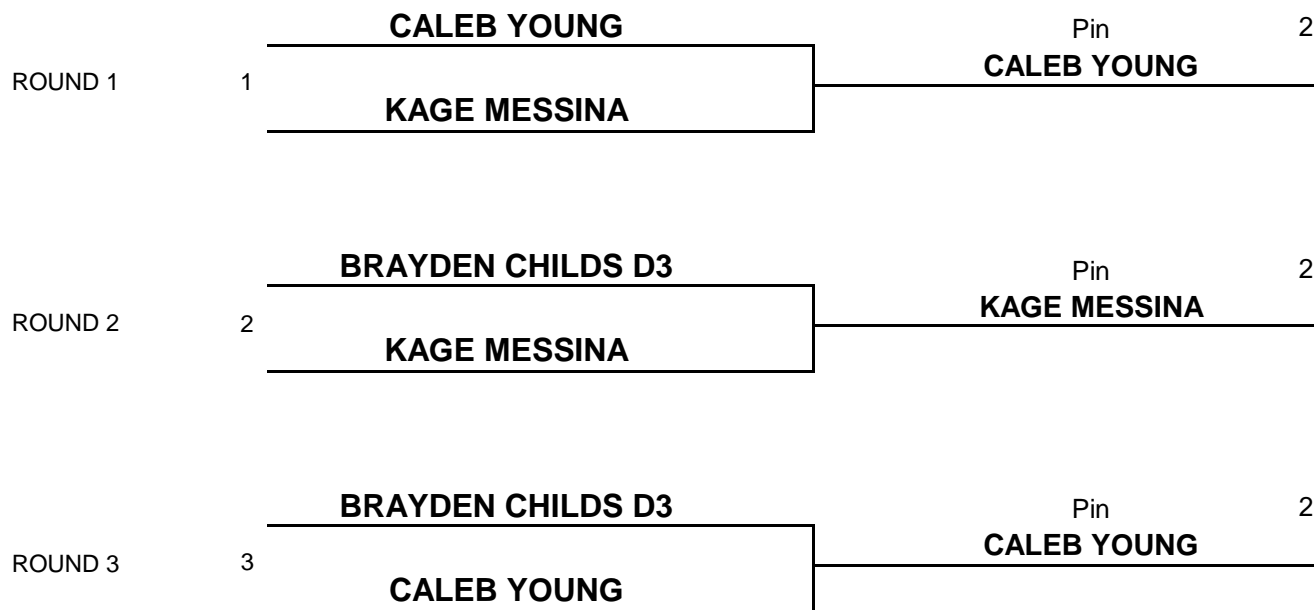 CALEB YOUNG Pin 2
ROUND 1 1 CALEB YOUNG
KAGE MESSINA
BRAYDEN CHILDS D3 Pin 2
ROUND 2 2 KAGE MESSINA
KAGE MESSINA
BRAYDEN CHILDS D3 Pin 2
ROUND 3 3 CALEB YOUNG
CALEB YOUNG